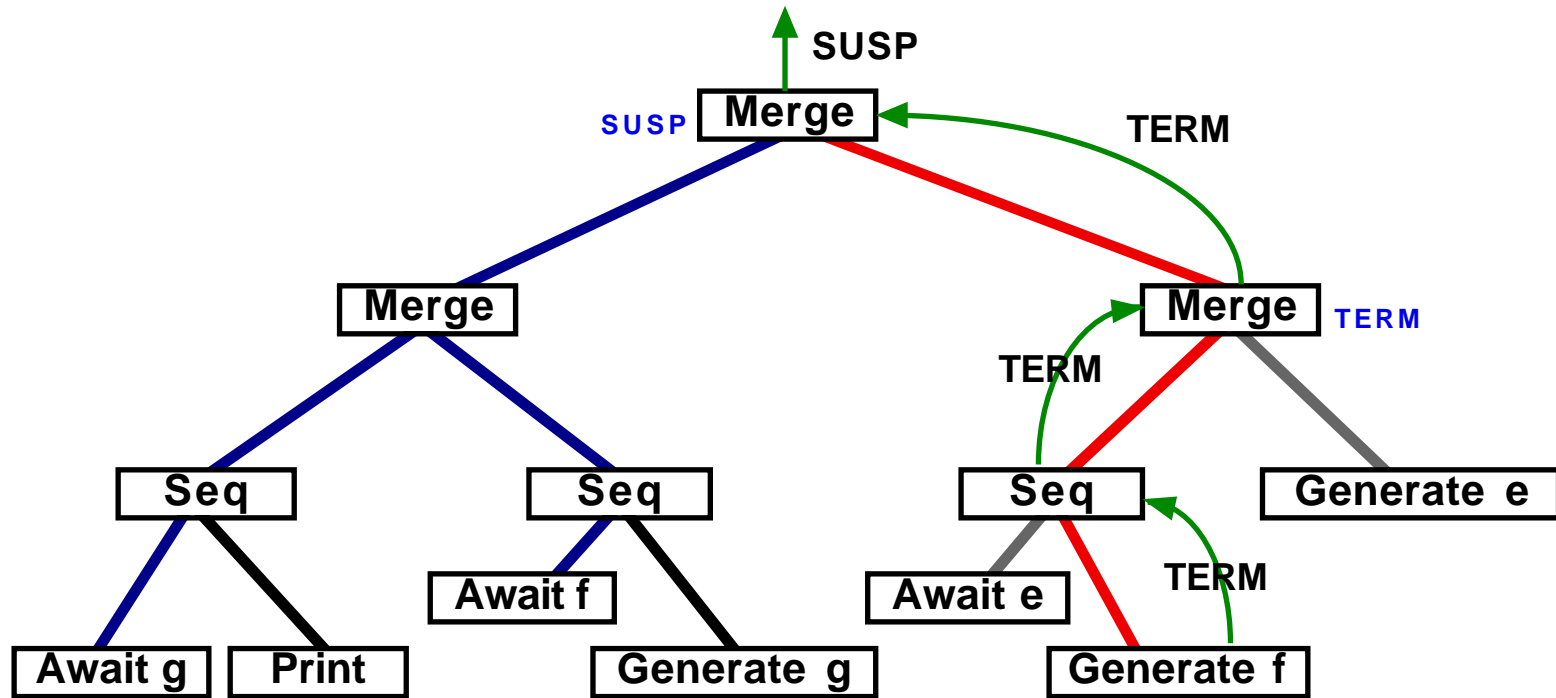 SUSP
Merge
SUSP
TERM
Merge
Merge
TERM
TERM
Seq
Seq
Seq
Generate e
Await f
Await e
TERM
Await g
Print
Generate g
Generate f